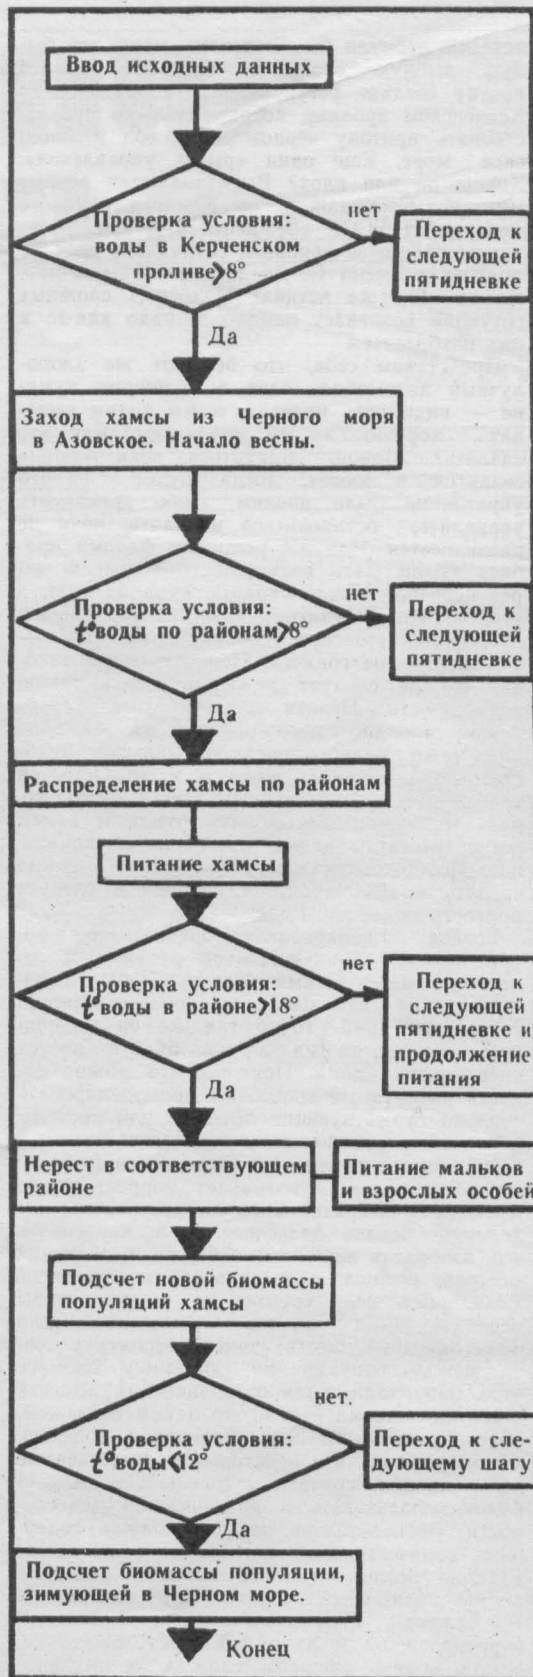 Ввод исходных данных
Проверка условия:
воды в Керченском
проливе>8°
нет
Переход к
следующей
пятидневке
Да
Заход хамсы из Черного моря
в Азовское. Начало весны.
Проверка условия:
t° воды по районам>8°
нет
Переход к
следующей
пятидневке
Да
Распределение хамсы по районам
Питание хамсы
Проверка условия:
t° воды в районе>18°
нет
Переход к
следующей
пятидневке и
продолжение
питания
Да
Нерест в соответствующем
районе
Питание мальков
и взрослых особей
Подсчет новой биомассы
популяций хамсы
Проверка условия:
t° воды<12°
нет.
Переход к сле-
дующему шагу
Да
Подсчет биомассы популяции,
зимующей в Черном море.
Конец